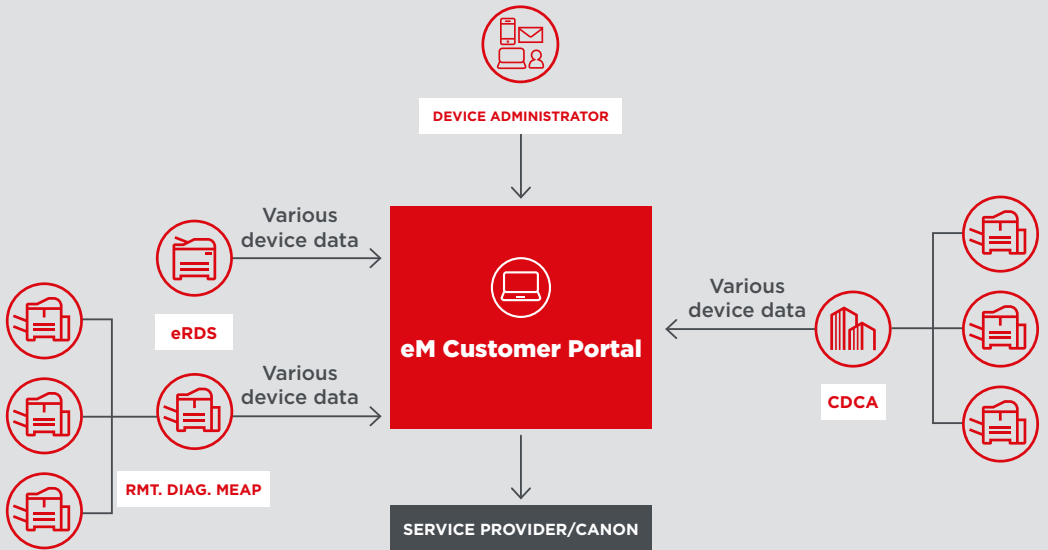 DEVICE ADMINISTRATOR
Various
device data
eRDS
Various
device data
RMT. DIAG. MEAP
eM Customer Portal
Various
device data
CDCA
SERVICE PROVIDER/CANON